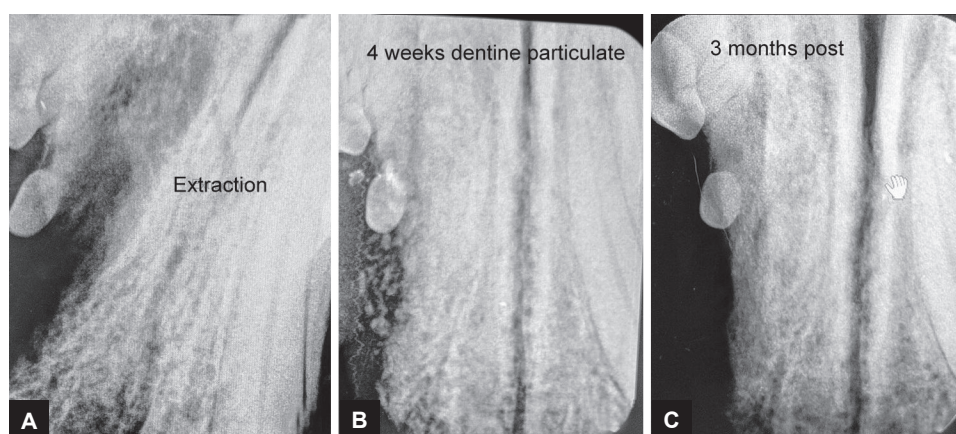 Extraction
4 weeks dentine particulate
3 months post
A
B
C